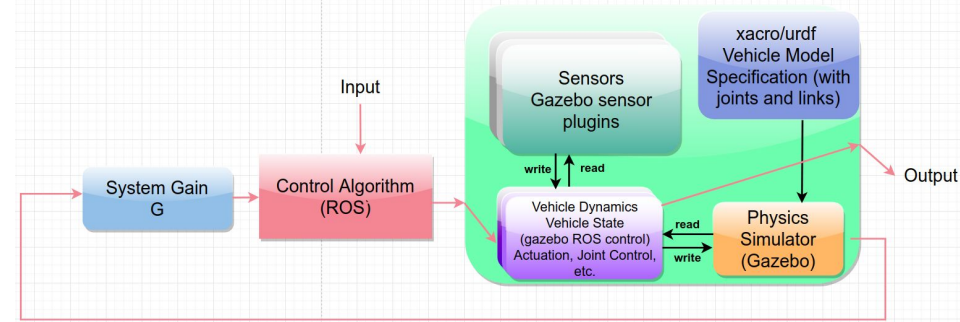 Input
System Gain
G
Control Algorithm
(ROS)
Sensors
Gazebo sensor
plugins
xacro/urdf
Vehicle Model
Specification (with
joints and links)
write
read
Vehicle Dynamics
Vehicle State
(gazebo ROS control)
Actuation, Joint Control,
etc.
read
write
Physics
Simulator
(Gazebo)
Output